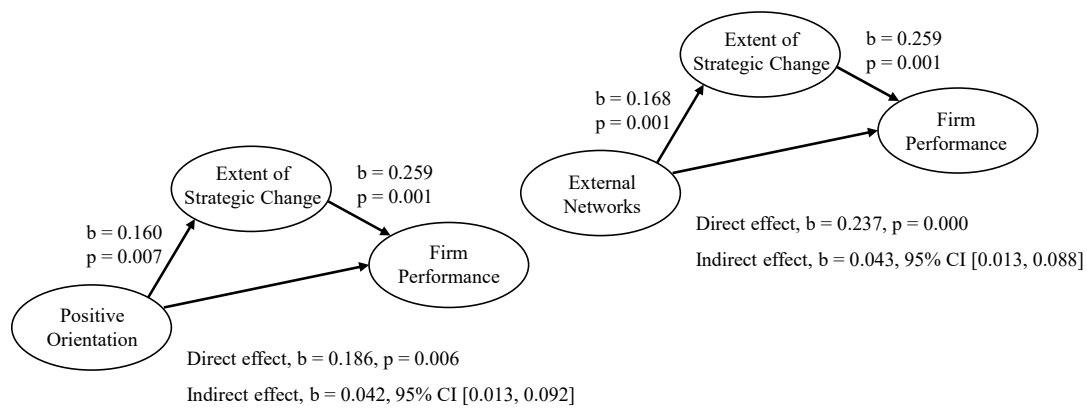 Extent of
Strategic Change
b = 0.160
p = 0.007
b = 0.259
p = 0.001
Positive
Orientation
Firm
Performance
Direct effect, b = 0.186, p = 0.006
Indirect effect, b = 0.042, 95% CI [0.013, 0.092]
Extent of
Strategic Change
b = 0.168
p = 0.001
b = 0.259
p = 0.001
External
Networks
Firm
Performance
Direct effect, b = 0.237, p = 0.000
Indirect effect, b = 0.043, 95% CI [0.013, 0.088]